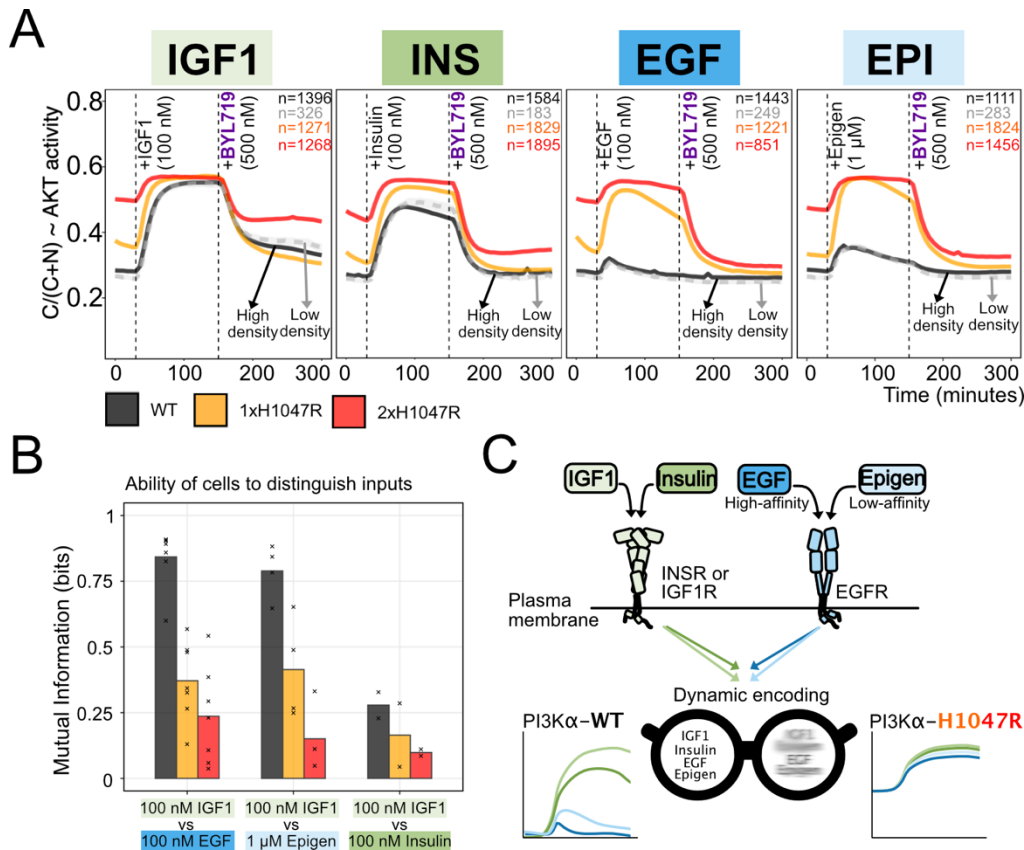 A
IGF1
INS
EGF
EPI
C/(C+N) ~ AKT activity
0.8
0.6
0.4
0.2
+IGF1
(100 nM)
+BYL719
(500 nM)
n=1396
n=326
n=1271
n=1268
High
density
Low
density
+Insulin
(100 nM)
+BYL719
(500 nM)
n=1584
n=183
n=1829
n=1895
High
density
Low
density
+EGF
(100 nM)
+BYL719
(500 nM)
n=1443
n=249
n=1221
n=851
High
density
Low
density
+Epigen
(1 µM)
+BYL719
(500 nM)
n=1111
n=283
n=1824
n=1456
High
density
Low
density
0 100 200 300
0 100 200 300
0 100 200 300
0 100 200 300
Time (minutes)
WT
1xH1047R
2xH1047R
B
Ability of cells to distinguish inputs
Mutual Information (bits)
1
0.75
0.5
0.25
0
100 nM IGF1
vs
100 nM EGF
100 nM IGF1
vs
1 µM Epigen
100 nM IGF1
vs
100 nM Insulin
C
IGF1
Insulin
EGF
Epigen
High-affinity
Low-affinity
INSR or
IGF1R
EGFR
Plasma
membrane
Dynamic encoding
PI3Kα-WT
PI3Kα-H1047R
IGF1
Insulin
EGF
Epigen
IGF1
EGF